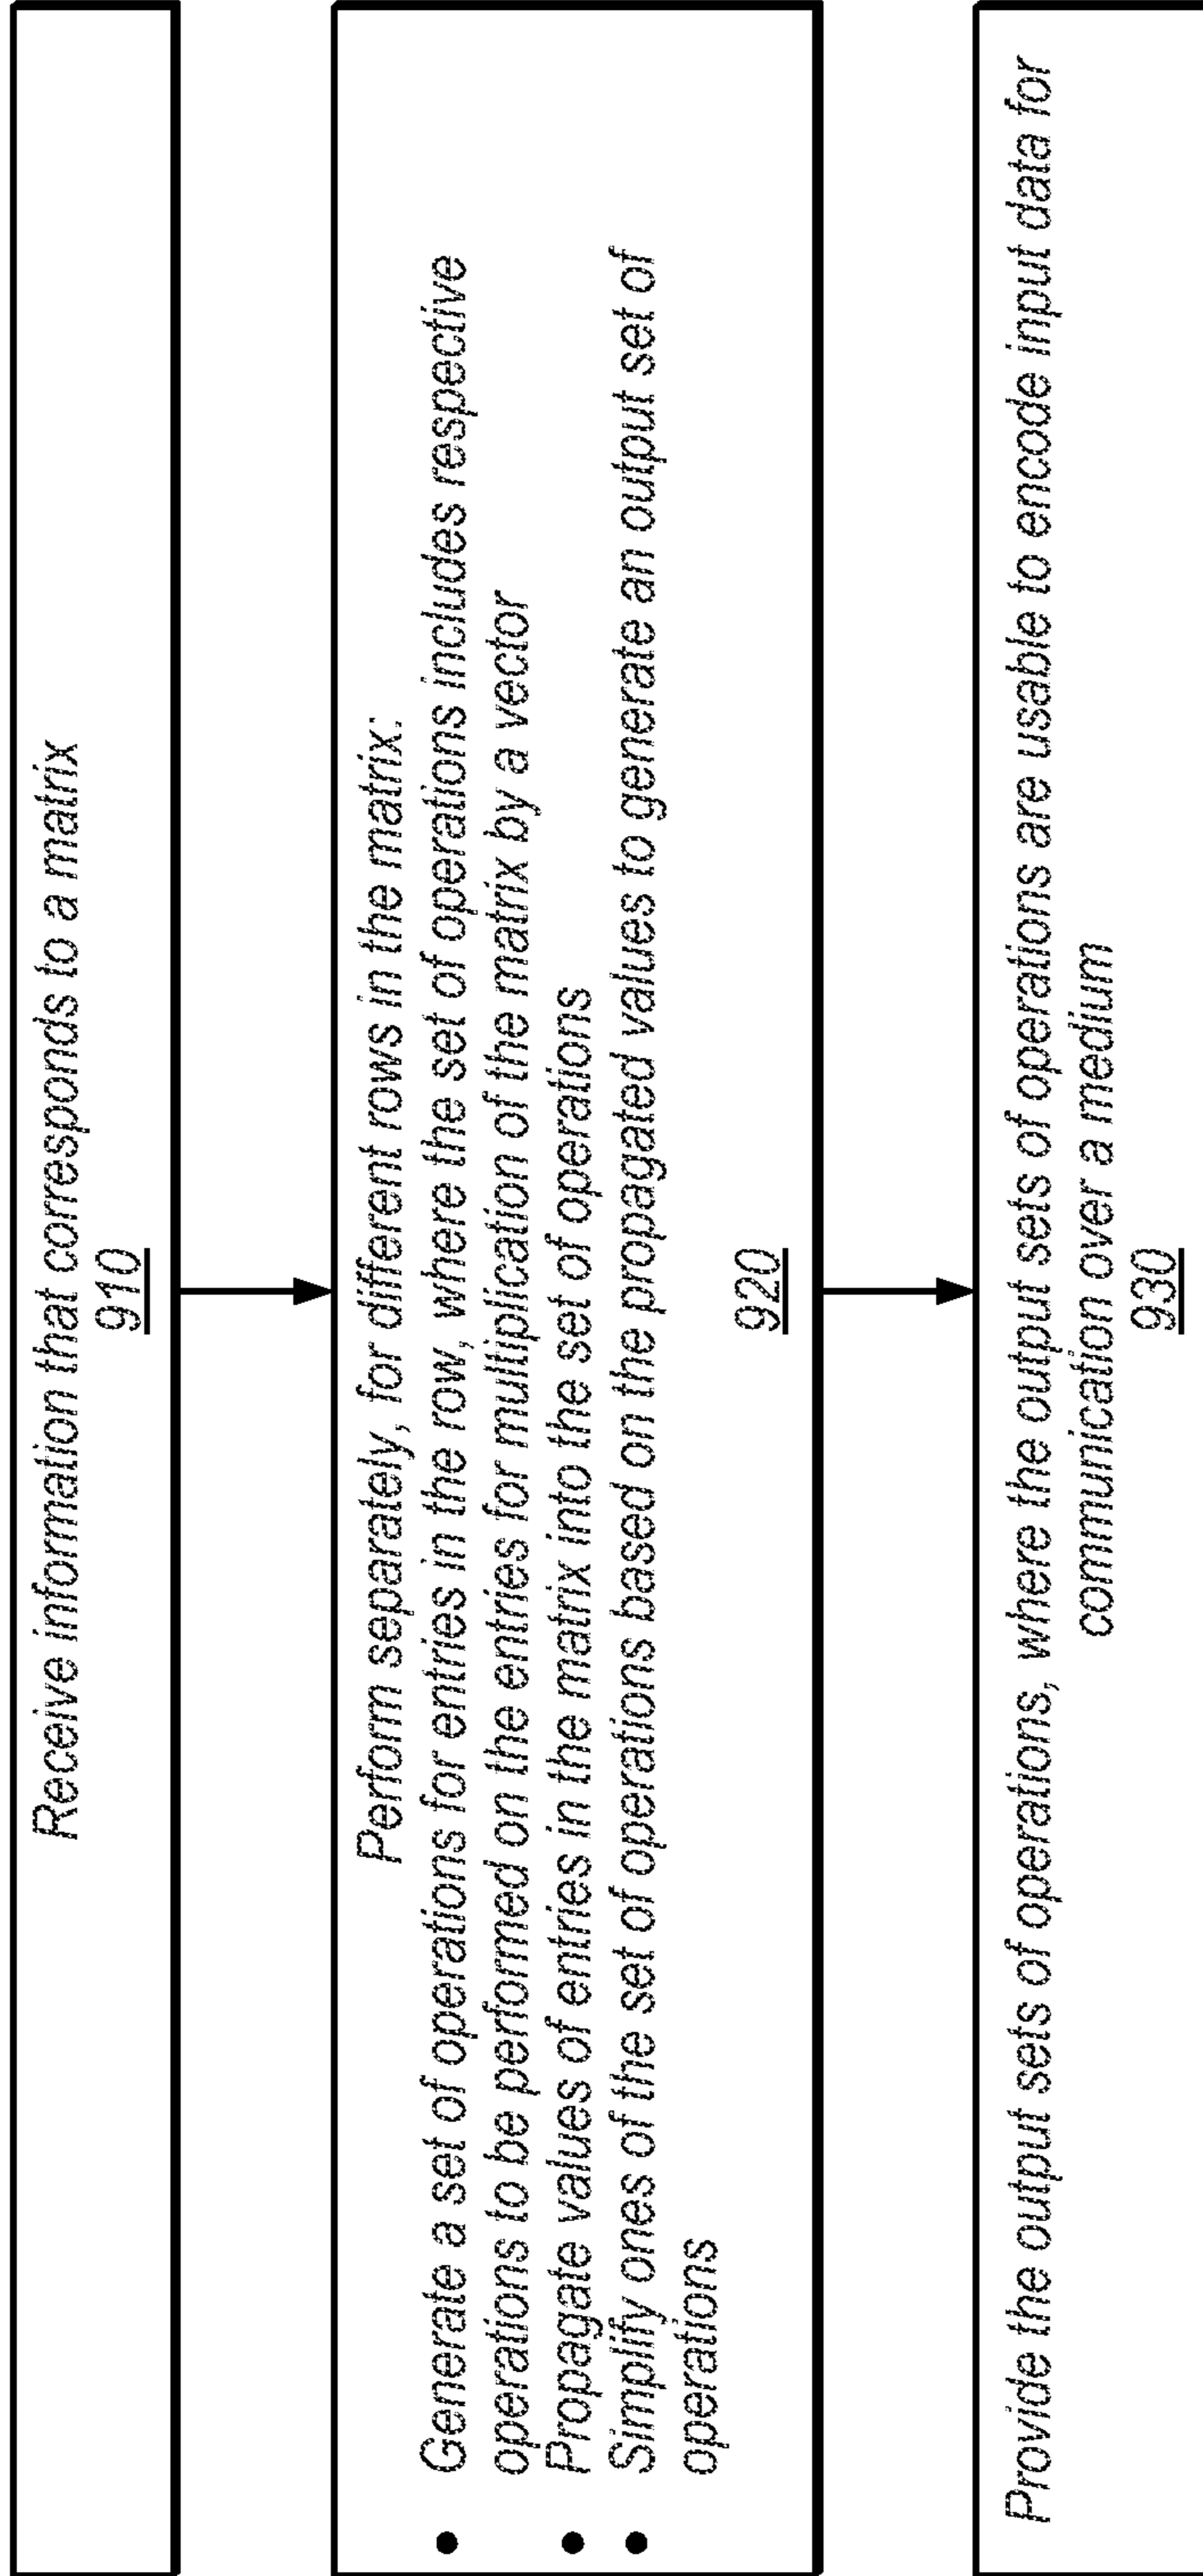 Receive information that corresponds to a matrix
910
Perform separately, for different rows in the matrix:
• Generate a set of operations for entries in the row, where the set of operations includes respective
operations to be performed on the entries for multiplication of the matrix by a vector
• Propagate values of entries in the matrix into the set of operations
• Simplify ones of the set of operations based on the propagated values to generate an output set of
operations
920
Provide the output sets of operations, where the output sets of operations are usable to encode input data for
communication over a medium
930